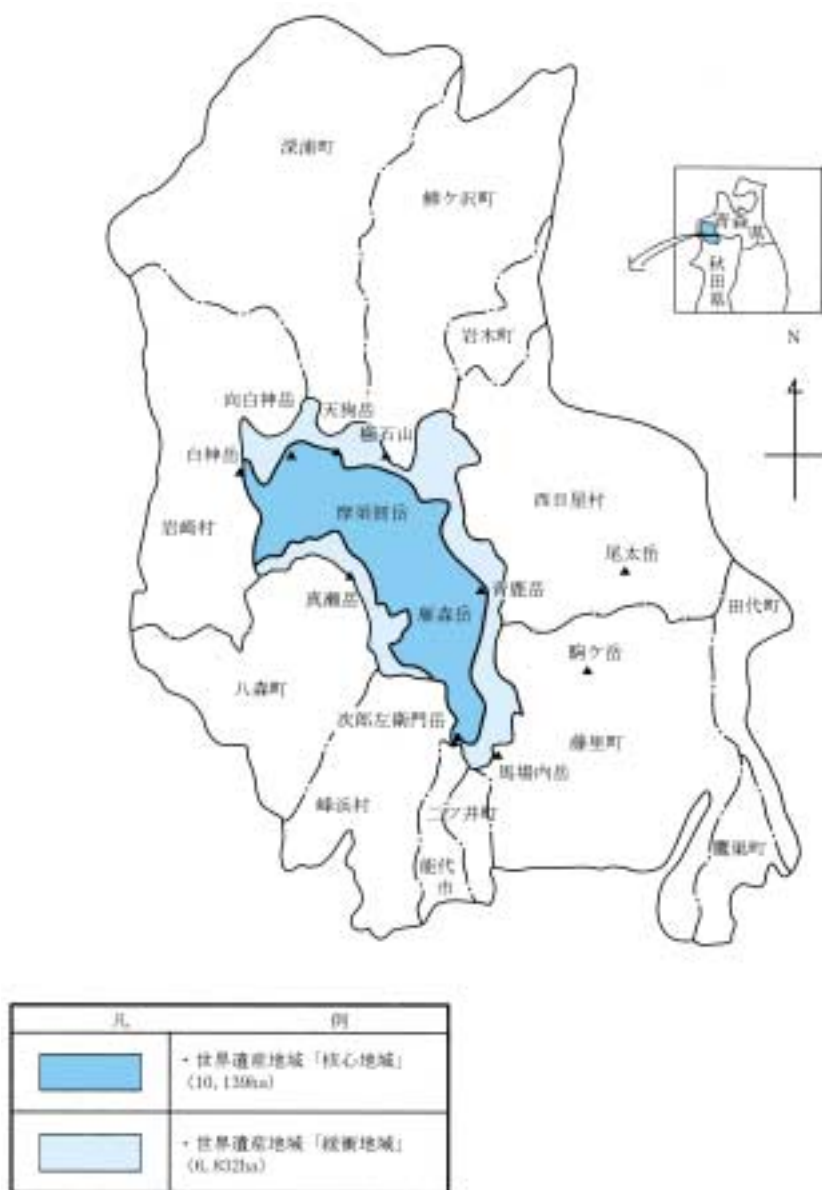 深浦町
鰺ケ沢町
青森県
秋田県
岩木町
N
向白神岳
天狗岳
櫛石山
白神岳
摩須賀岳
西目屋村
岩崎村
尾太岳
真瀬岳
青鹿岳
田代町
雁森岳
駒ケ岳
八森町
次郎左衛門岳
藤里町
馬場内岳
峰浜村
二ツ井町
能代市
鷹巣町
凡 例
・世界遺産地域「核心地域」
(10,139ha)
・世界遺産地域「緩衝地域」
(6,832ha)